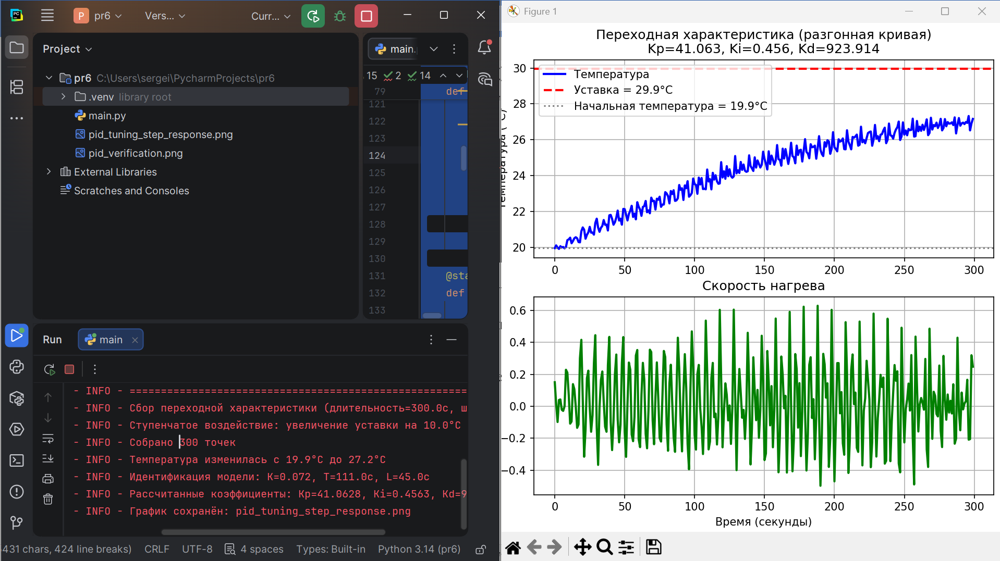 PC
P pr6
Vers...
Curr...
Project
pr6 C:\Users\sergei\PycharmProjects\pr6
.venv library root
main.py
pid_tuning_step_response.png
pid_verification.png
External Libraries
Scratches and Consoles
main.
15 2 14
79 def
121
122
123
124
125
126
127
128
129
130
131 @sta
132 def
133
Run main
- INFO - ======================================================
- INFO - Сбор переходной характеристики (длительность=300.0с, ш
- INFO - Ступенчатое воздействие: увеличение уставки на 10.0°C
- INFO - Собрано 300 точек
- INFO - Температура изменилась с 19.9°C до 27.2°C
- INFO - Идентификация модели: K=0.072, T=111.0с, L=45.0с
- INFO - Рассчитанные коэффициенты: Kp=41.0628, Ki=0.4563, Kd=9
- INFO - График сохранён: pid_tuning_step_response.png
431 chars, 424 line breaks) CRLF UTF-8 4 spaces Types: Built-in Python 3.14 (pr6)
Figure 1
Переходная характеристика (разгонная кривая)
Kp=41.063, Ki=0.456, Kd=923.914
Температура
Уставка = 29.9°C
Начальная температура = 19.9°C
30
28
26
24
22
20
0 50 100 150 200 250 300
Скорость нагрева
0.6
0.4
0.2
0.0
−0.2
−0.4
0 50 100 150 200 250 300
Время (секунды)